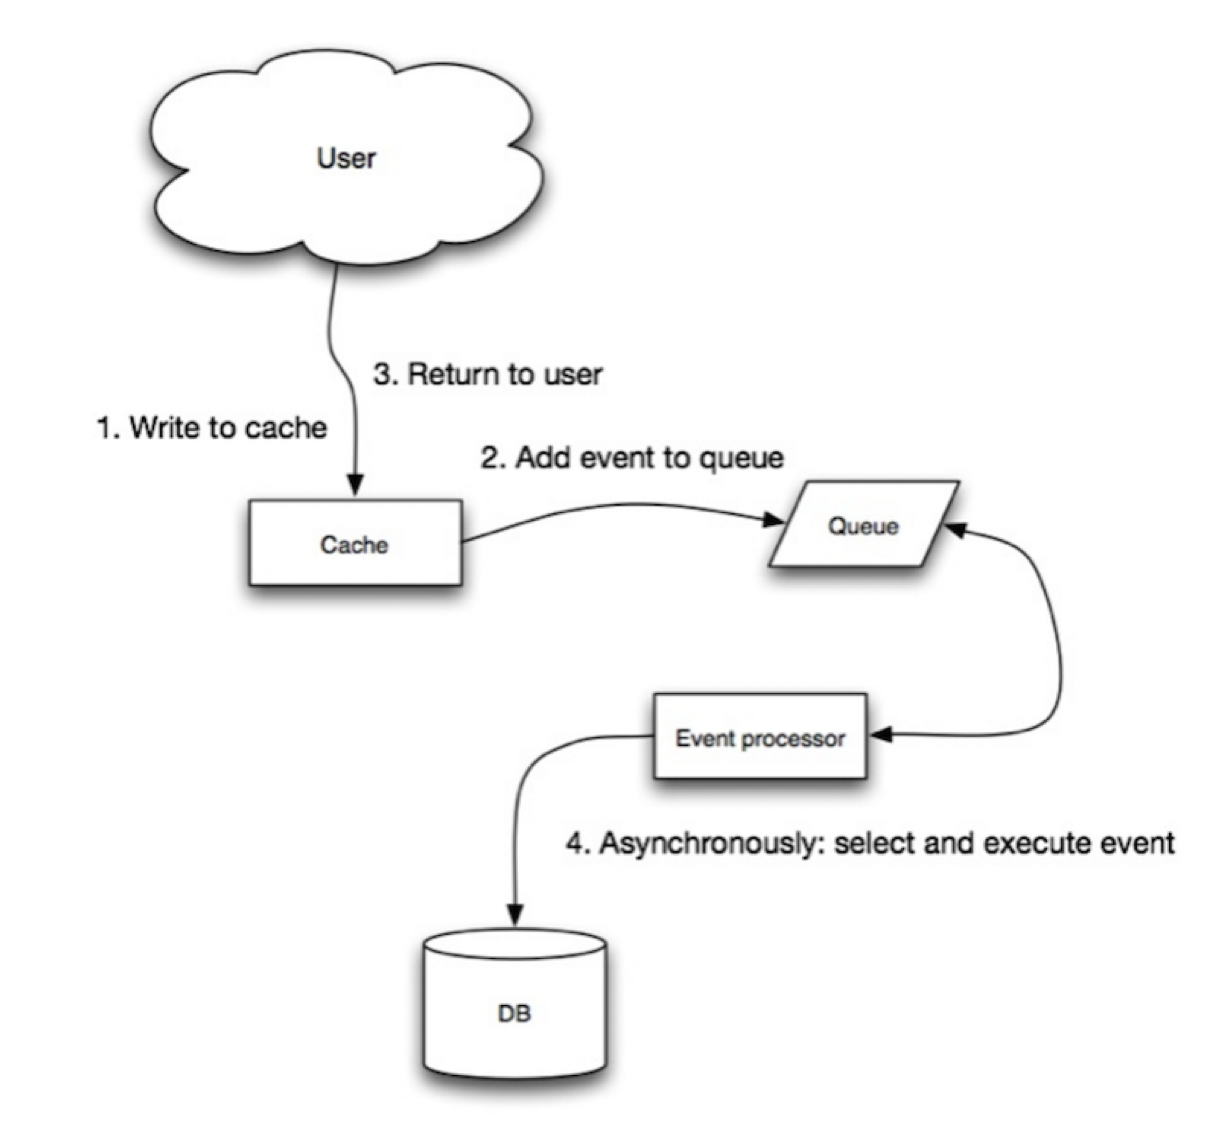 User
3. Return to user
1. Write to cache
2. Add event to queue
Queue
Cache
Event processor
4. Asynchronously: select and execute event
DB